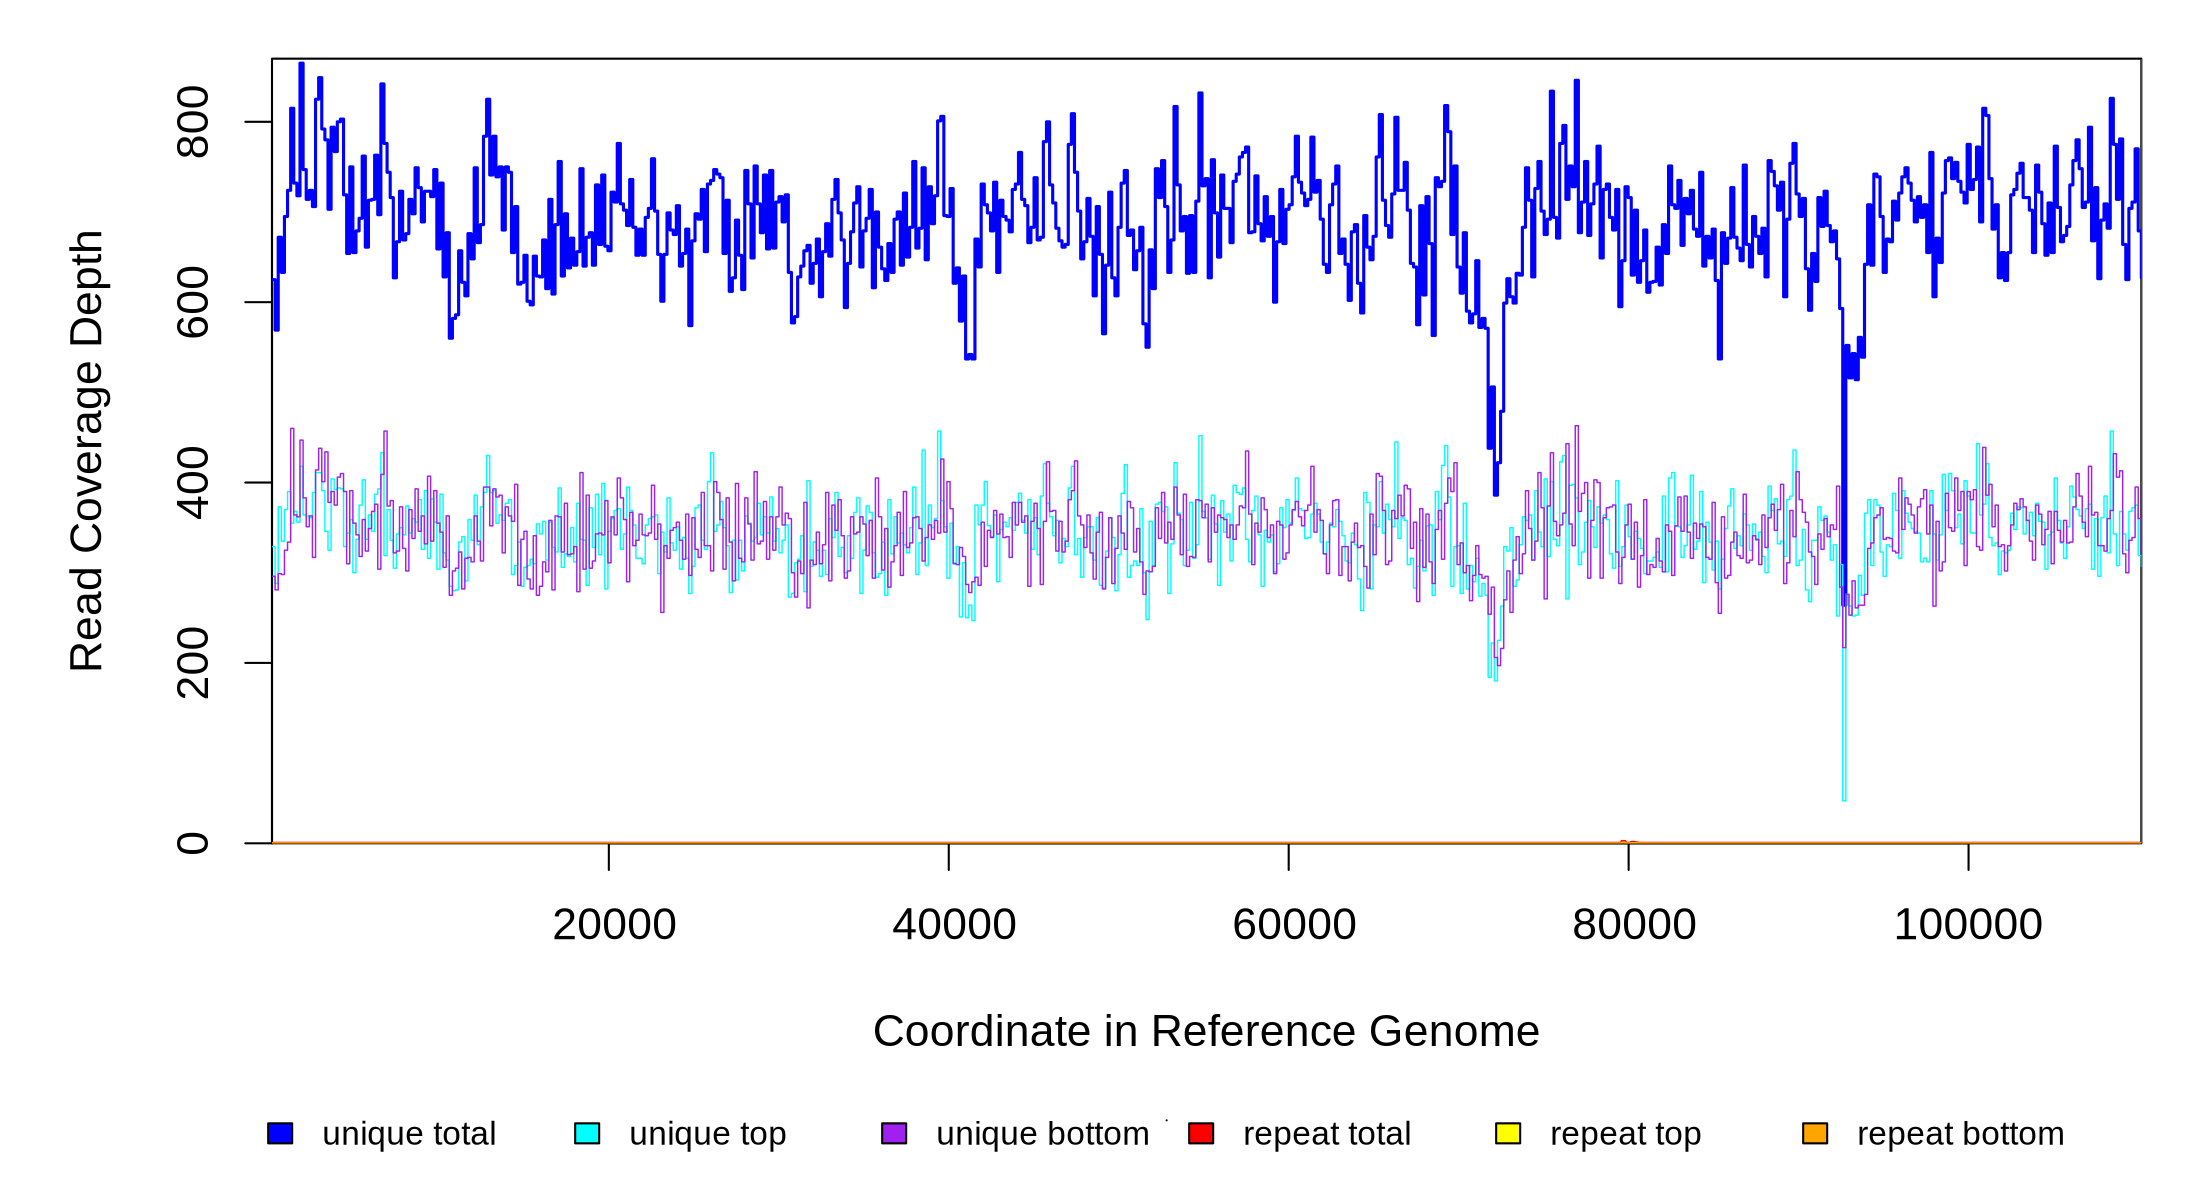 800
600
400
200
0
Read Coverage Depth
20000 40000 60000 80000 100000
Coordinate in Reference Genome
unique total unique top unique bottom repeat total repeat top repeat bottom